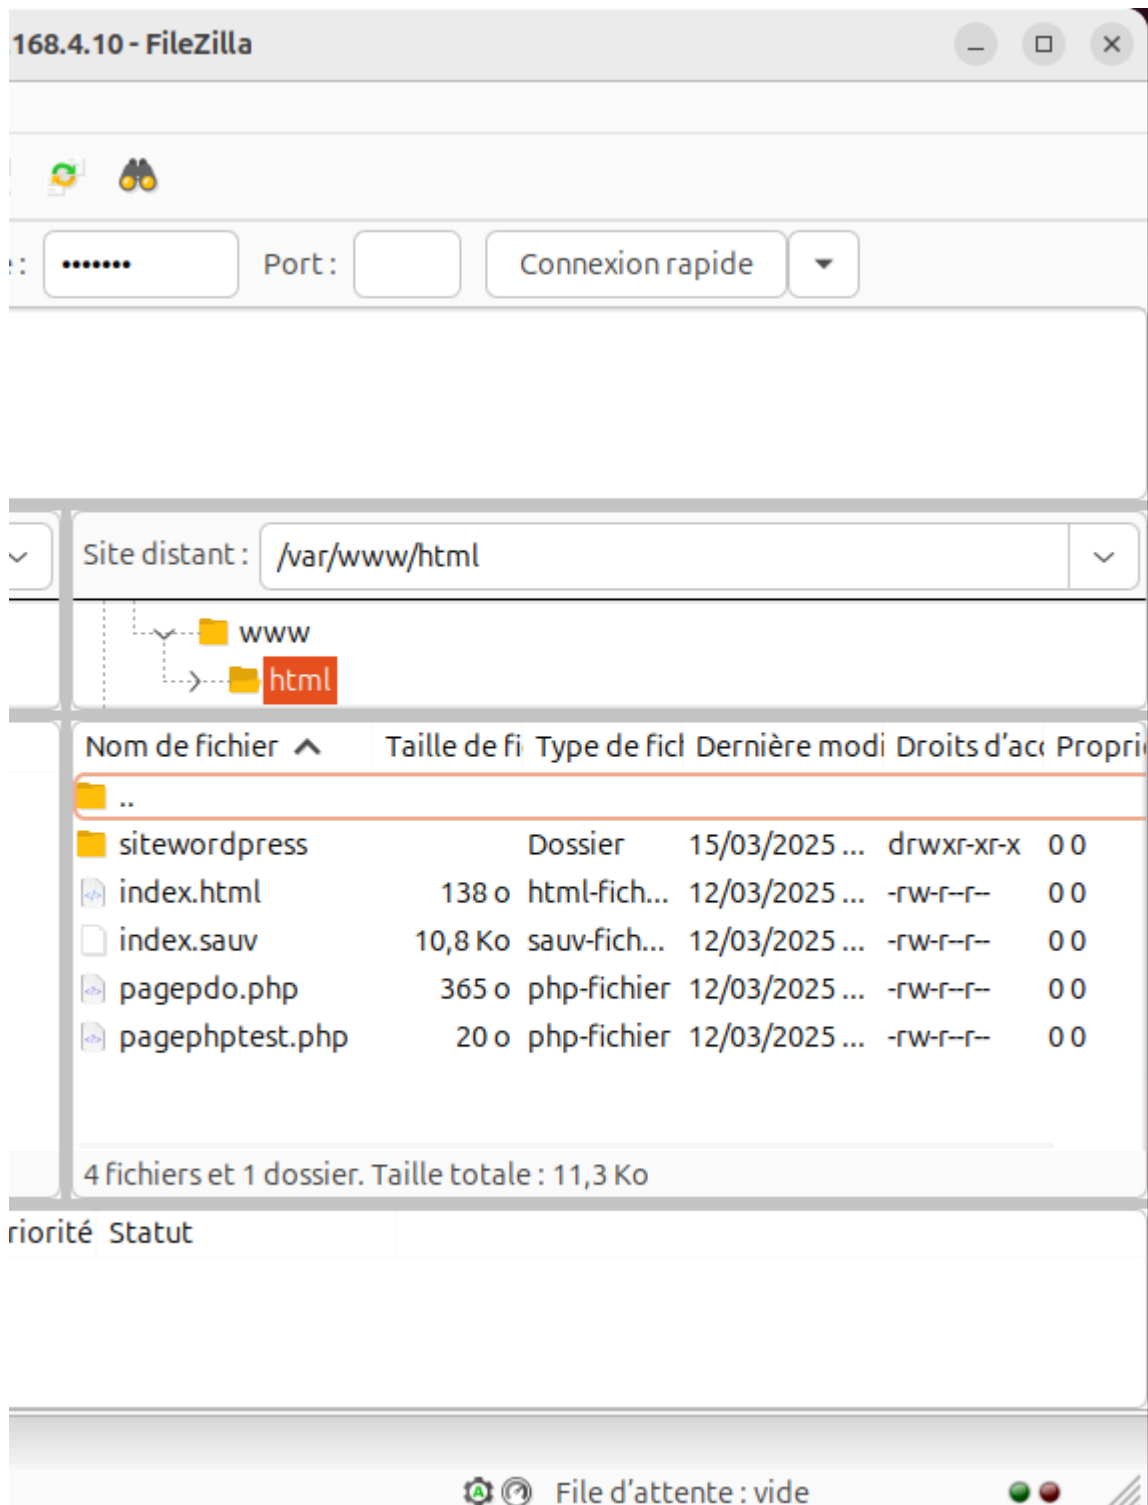 168.4.10 - FileZilla
: Port : Connexion rapide
Site distant : /var/www/html
www
html
Nom de fichier Taille de fi Type de fich Dernière modi Droits d'acc Proprié
..
sitewordpress Dossier 15/03/2025 ... drwxr-xr-x 0 0
index.html 138 o html-fich... 12/03/2025 ... -rw-r--r-- 0 0
index.sauv 10,8 Ko sauv-fich... 12/03/2025 ... -rw-r--r-- 0 0
pagepdo.php 365 o php-fichier 12/03/2025 ... -rw-r--r-- 0 0
pagephptest.php 20 o php-fichier 12/03/2025 ... -rw-r--r-- 0 0
4 fichiers et 1 dossier. Taille totale : 11,3 Ko
riorité Statut
File d'attente : vide